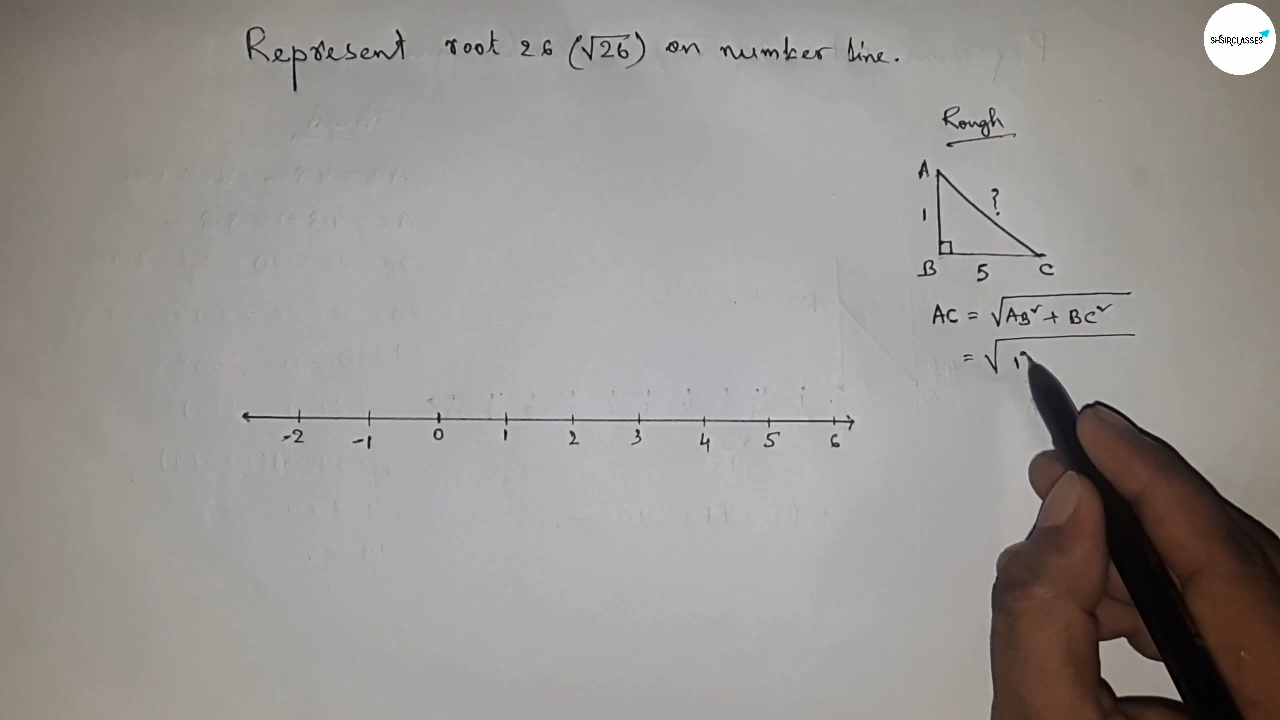 Represent root 26 (√26) on number line.
SHSIRCLASSES
Rough
A
1
?
B
5
C
AC = √AB² + BC²
= √1²
-2 -1 0 1 2 3 4 5 6